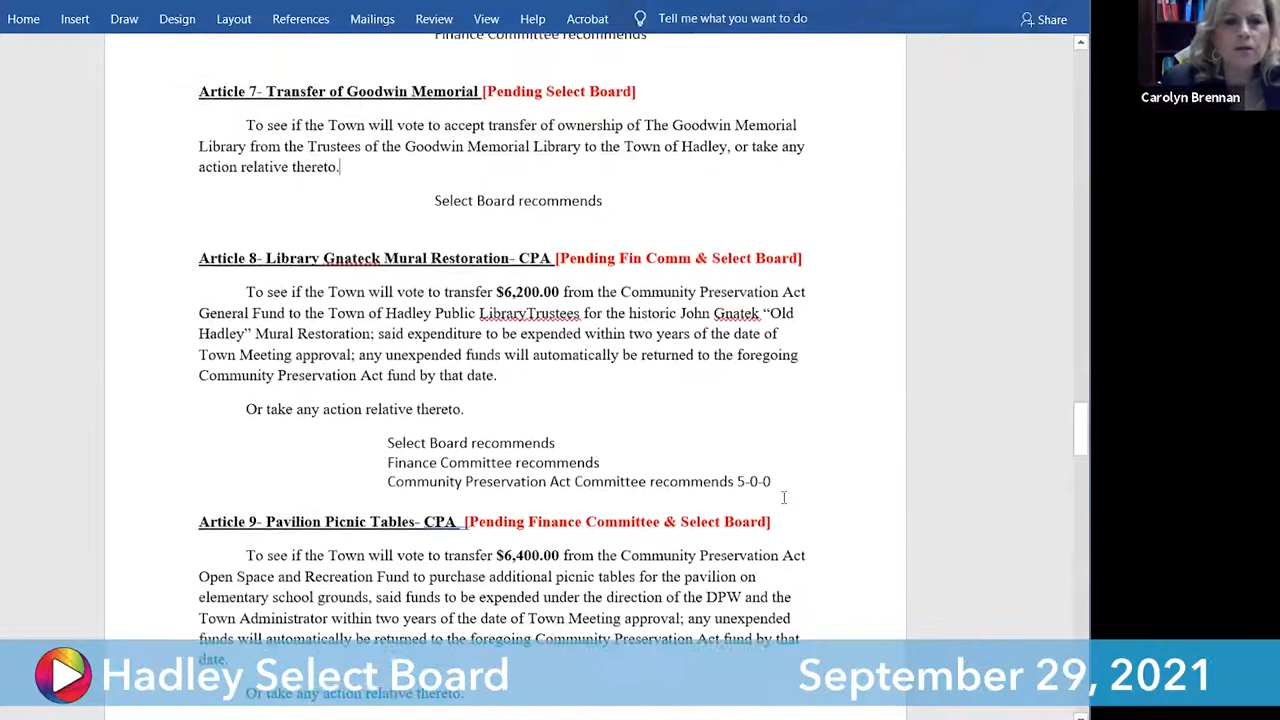 Home Insert Draw Design Layout References Mailings Review View Help Acrobat Tell me what you want to do Share
Finance Committee recommends
Carolyn Brennan
Article 7- Transfer of Goodwin Memorial [Pending Select Board]
To see if the Town will vote to accept transfer of ownership of The Goodwin Memorial
Library from the Trustees of the Goodwin Memorial Library to the Town of Hadley, or take any
action relative thereto.
Select Board recommends
Article 8- Library Gnateck Mural Restoration- CPA [Pending Fin Comm & Select Board]
To see if the Town will vote to transfer $6,200.00 from the Community Preservation Act
General Fund to the Town of Hadley Public LibraryTrustees for the historic John Gnatek “Old
Hadley” Mural Restoration; said expenditure to be expended within two years of the date of
Town Meeting approval; any unexpended funds will automatically be returned to the foregoing
Community Preservation Act fund by that date.
Or take any action relative thereto.
Select Board recommends
Finance Committee recommends
Community Preservation Act Committee recommends 5-0-0
Article 9- Pavilion Picnic Tables- CPA [Pending Finance Committee & Select Board]
To see if the Town will vote to transfer $6,400.00 from the Community Preservation Act
Open Space and Recreation Fund to purchase additional picnic tables for the pavilion on
elementary school grounds, said funds to be expended under the direction of the DPW and the
Town Administrator within two years of the date of Town Meeting approval; any unexpended
funds will automatically be returned to the foregoing Community Preservation Act fund by that
date.
Or take any action relative thereto.
Hadley Select Board September 29, 2021